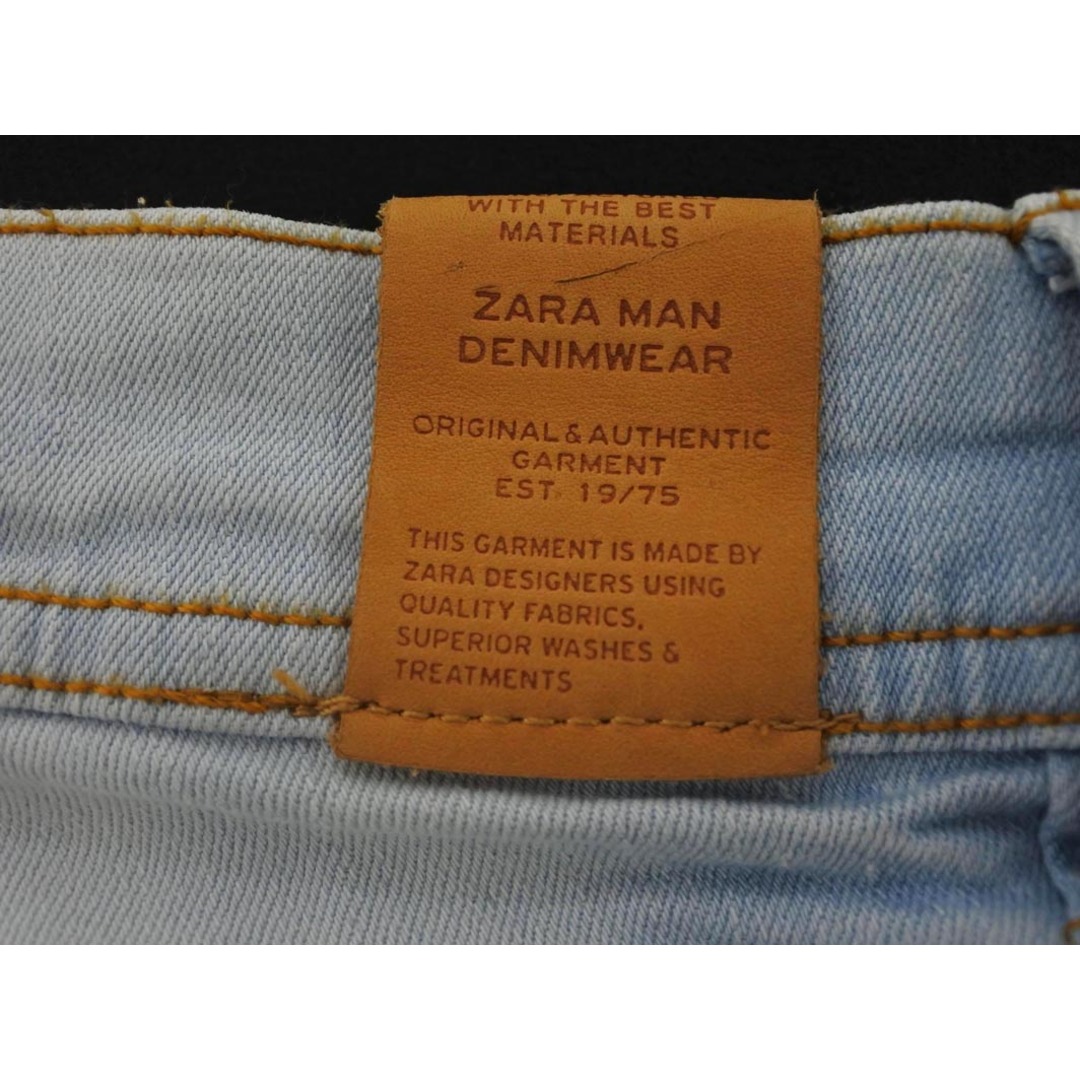 WITH THE BEST
MATERIALS
ZARA MAN
DENIMWEAR
ORIGINAL & AUTHENTIC
GARMENT
EST. 19/75
THIS GARMENT IS MADE BY
ZARA DESIGNERS USING
QUALITY FABRICS,
SUPERIOR WASHES &
TREATMENTS